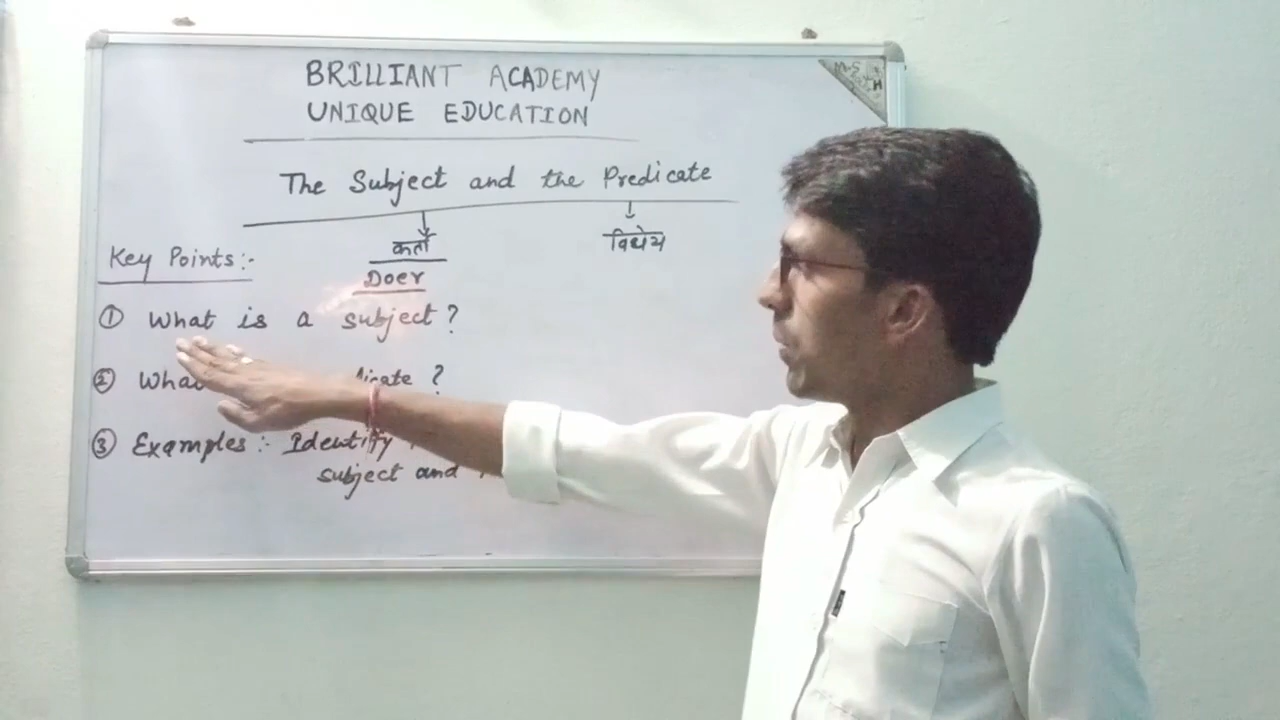 BRILLIANT ACADEMY
UNIQUE EDUCATION
The Subject and the Predicate
कर्ता विधेय
Doer
Key Points:-
① What is a subject?
② What ?
③ Examples:- Identify
subject and